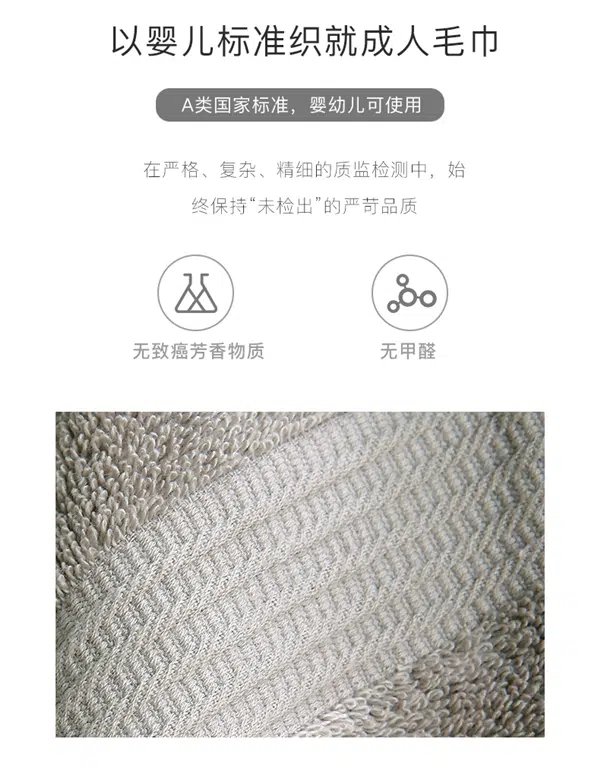 以婴儿标准织就成人毛巾
A类国家标准，婴幼儿可使用
在严格、复杂、精细的质监检测中，始
终保持“未检出”的严苛品质
无致癌芳香物质
无甲醛